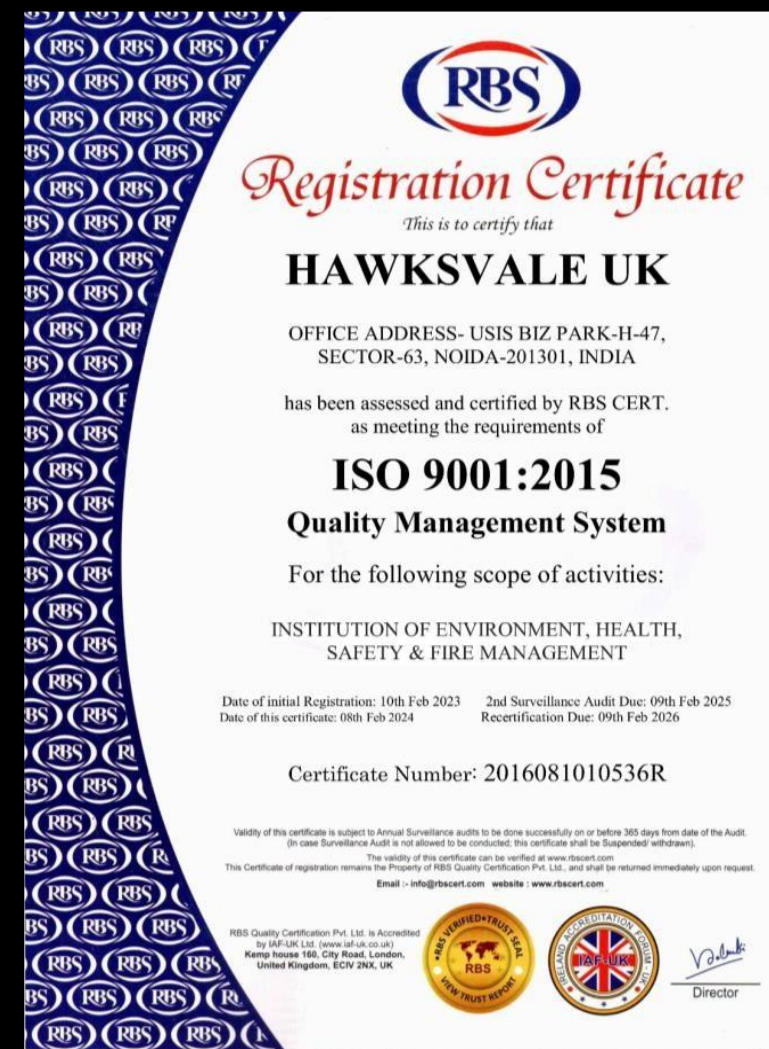 RBS
Registration Certificate
This is to certify that
HAWKSVALE UK
OFFICE ADDRESS- USIS BIZ PARK-H-47,
SECTOR-63, NOIDA-201301, INDIA
has been assessed and certified by RBS CERT.
as meeting the requirements of
ISO 9001:2015
Quality Management System
For the following scope of activities:
INSTITUTION OF ENVIRONMENT, HEALTH,
SAFETY & FIRE MANAGEMENT
Date of initial Registration: 10th Feb 2023 2nd Surveillance Audit Due: 09th Feb 2025
Date of this certificate: 08th Feb 2024 Recertification Due: 09th Feb 2026
Certificate Number: 2016081010536R
Validity of this certificate is subject to Annual Surveillance audits to be done successfully on or before 365 days from date of the Audit.
(In case Surveillance Audit is not allowed to be conducted; this certificate shall be Suspended/ withdrawn).
The validity of this certificate can be verified at www.rbscert.com
This Certificate of registration remains the Property of RBS Quality Certification Pvt. Ltd., and shall be returned immediately upon request.
Email :- info@rbscert.com website : www.rbscert.com
RBS Quality Certification Pvt. Ltd. is Accredited
by IAF-UK Ltd. (www.iaf-uk.co.uk)
Kemp house 160, City Road, London,
United Kingdom, ECIV 2NX, UK
RBS VERIFIED TRUST SEAL
RBS
VIEW TRUST REPORT
ACCREDITATION FORUM - UK
IAF-UK
Director